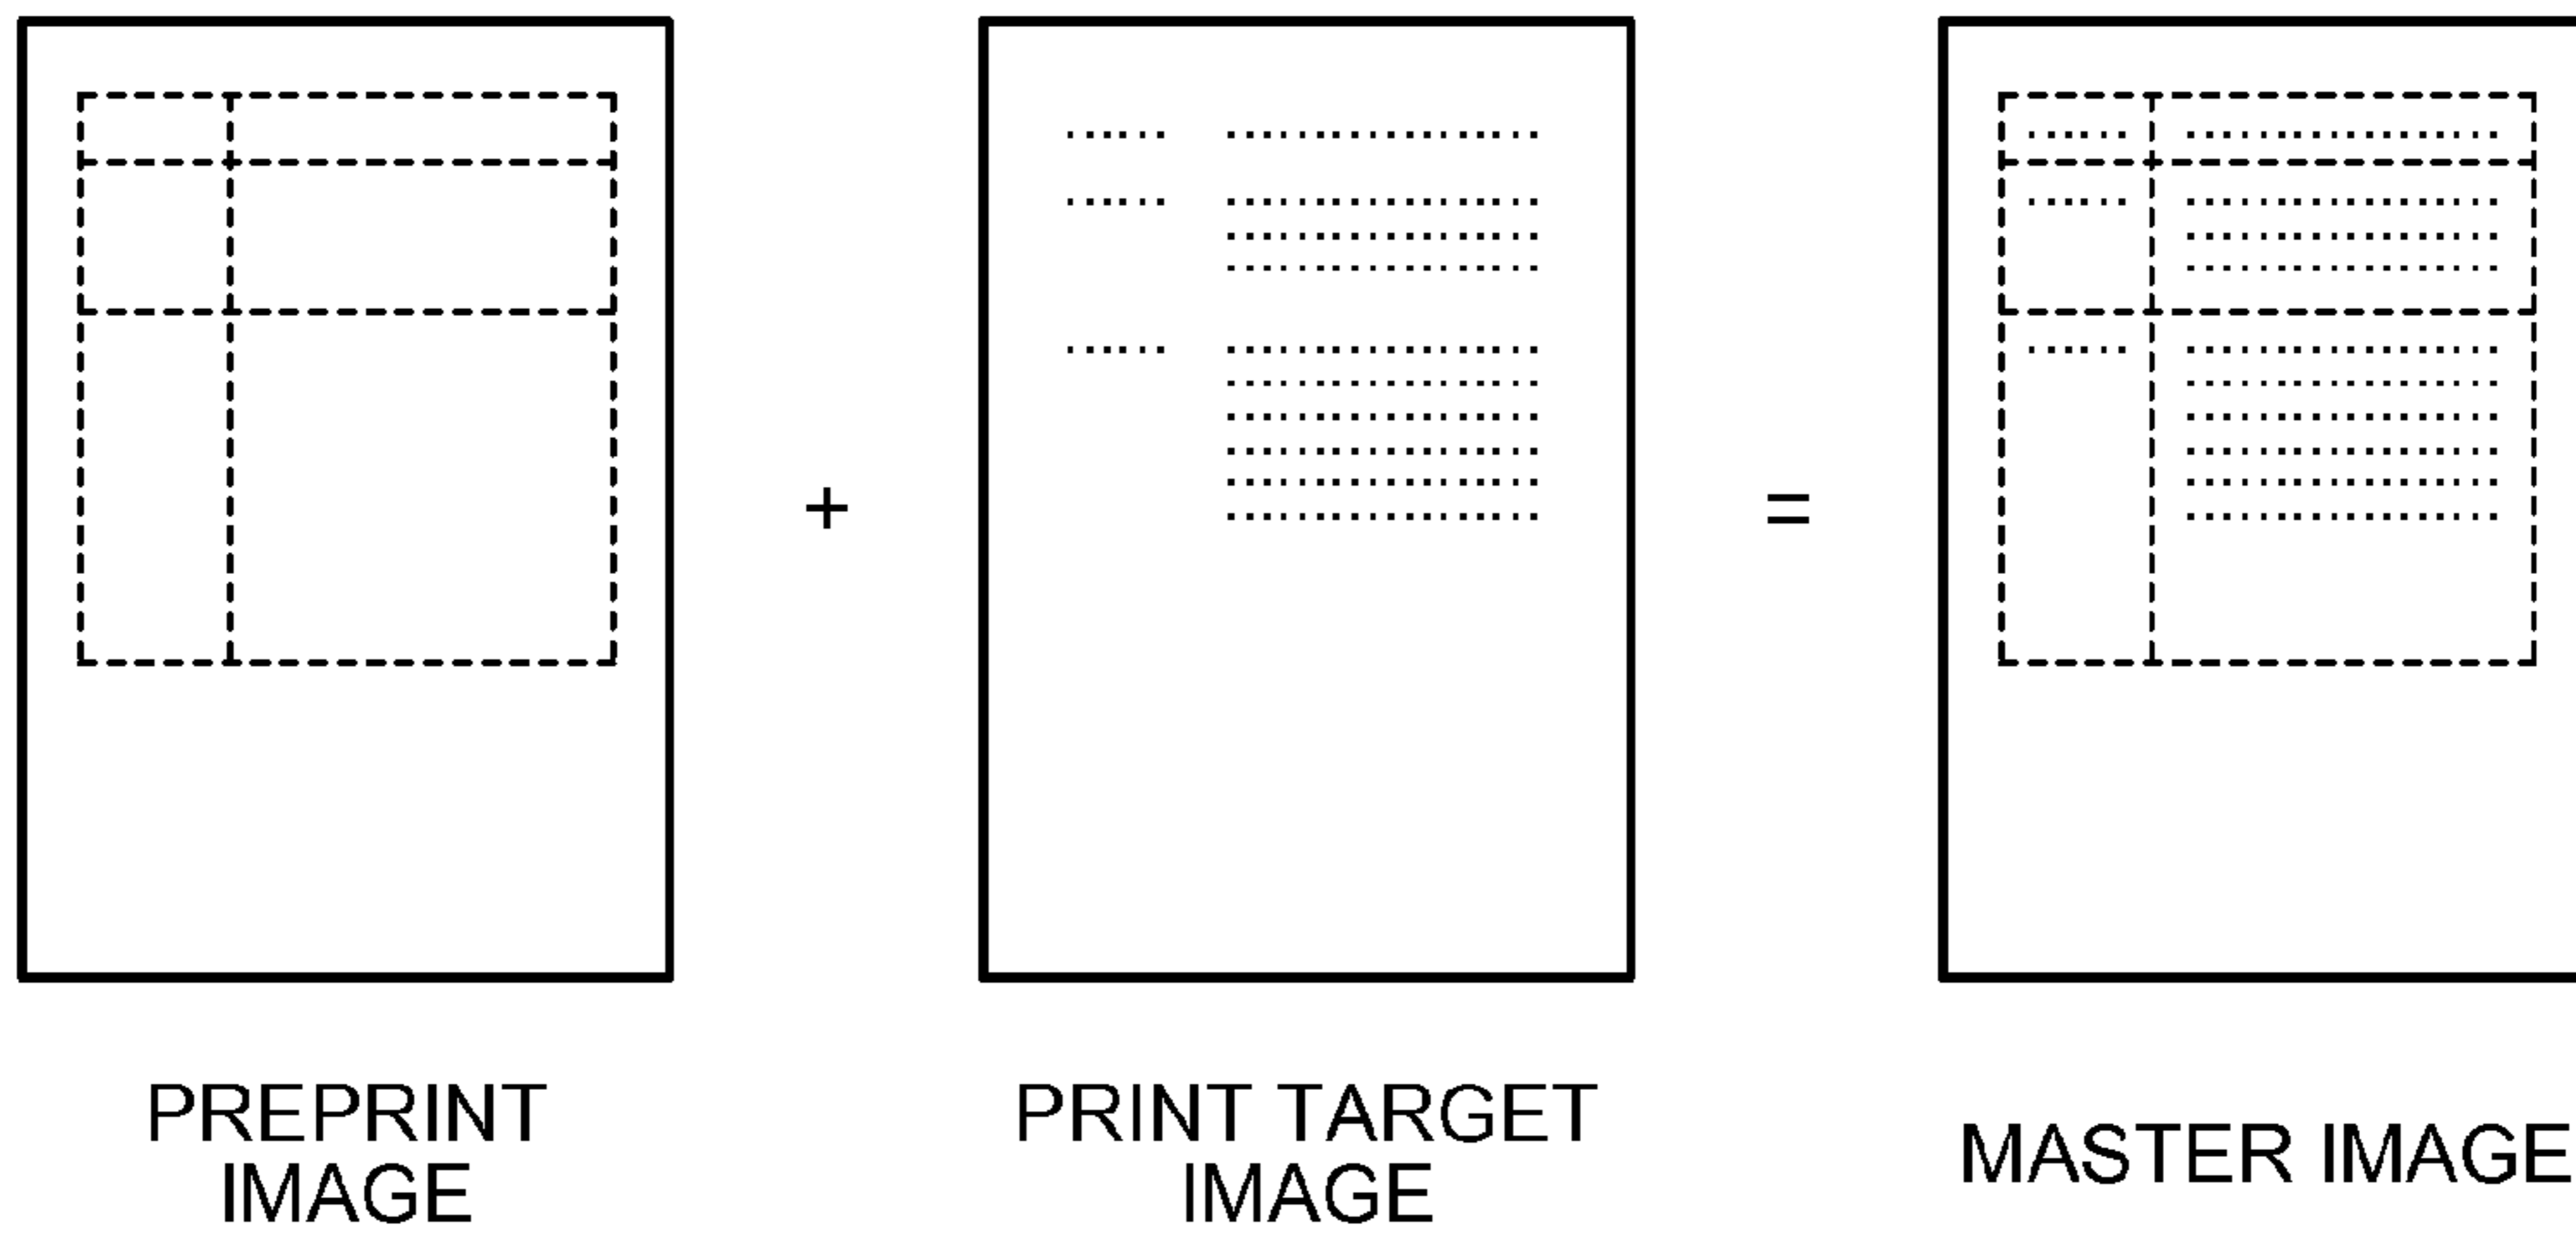 +
=
PREPRINT
IMAGE
PRINT TARGET
IMAGE
MASTER IMAGE